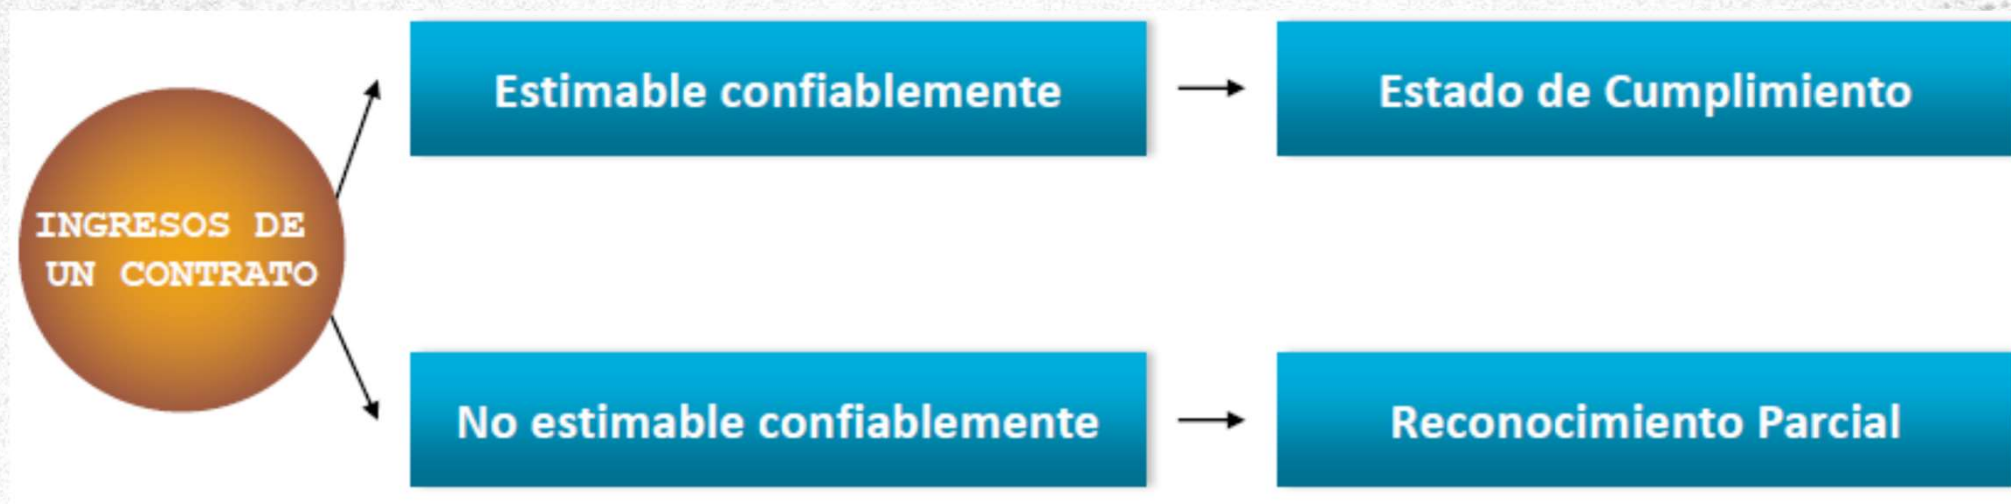 INGRESOS DE
UN CONTRATO
Estimable confiablemente
Estado de Cumplimiento
No estimable confiablemente
Reconocimiento Parcial